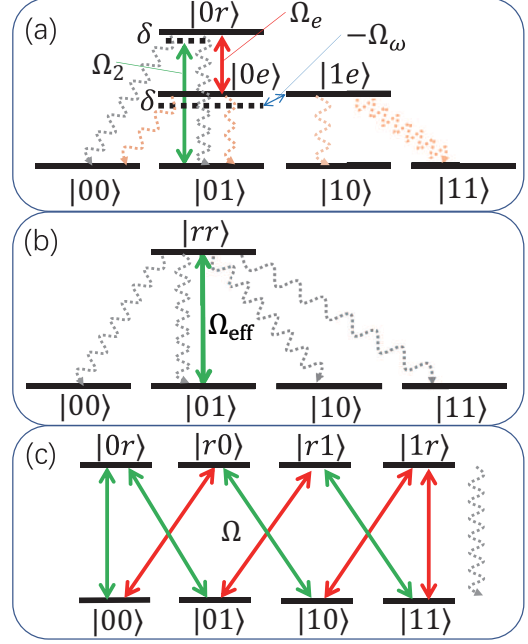 (a)
|0r⟩
Ω_e
−Ω_ω
δ
Ω_2
|0e⟩
|1e⟩
δ
|00⟩
|01⟩
|10⟩
|11⟩
(b)
|rr⟩
Ω_eff
|00⟩
|01⟩
|10⟩
|11⟩
(c)
|0r⟩
|r0⟩
|r1⟩
|1r⟩
Ω
|00⟩
|01⟩
|10⟩
|11⟩